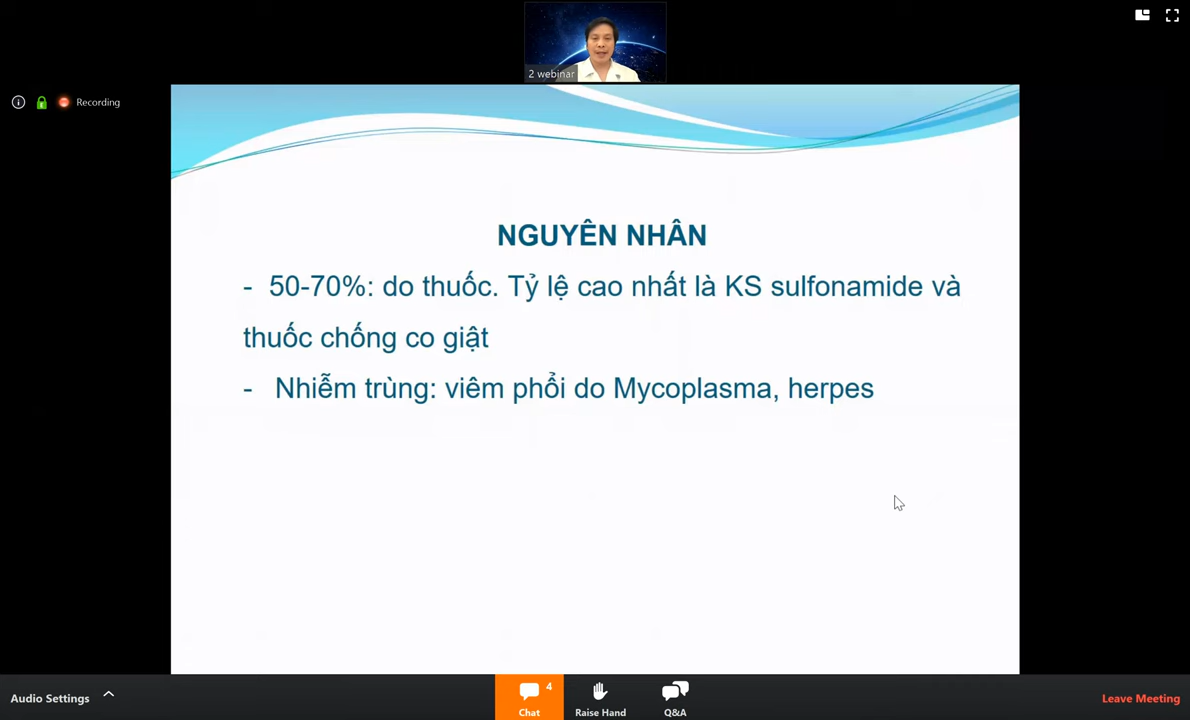 2 webinar
Recording
NGUYÊN NHÂN
- 50-70%: do thuốc. Tỷ lệ cao nhất là KS sulfonamide và
thuốc chống co giật
- Nhiễm trùng: viêm phổi do Mycoplasma, herpes
Audio Settings
4
Chat
Raise Hand
Q&A
Leave Meeting